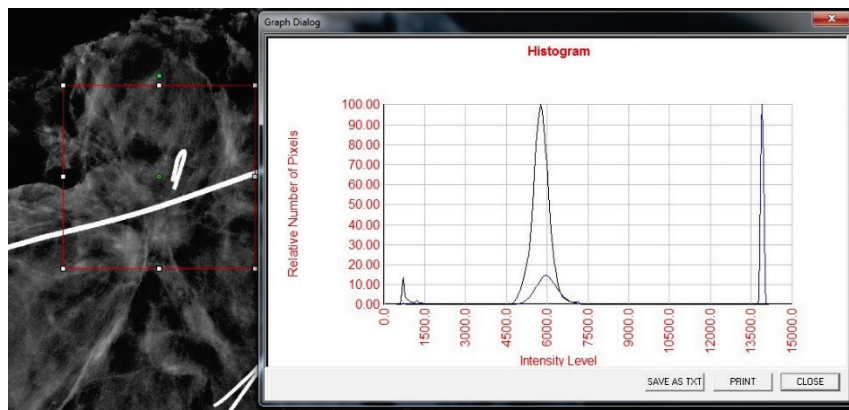 Graph Dialog
Histogram
Relative Number of Pixels
100.00
90.00
80.00
70.00
60.00
50.00
40.00
30.00
20.00
10.00
0.00
0.0 1500.0 3000.0 4500.0 6000.0 7500.0 9000.0 10500.0 12000.0 13500.0 15000.0
Intensity Level
SAVE AS TXT PRINT CLOSE